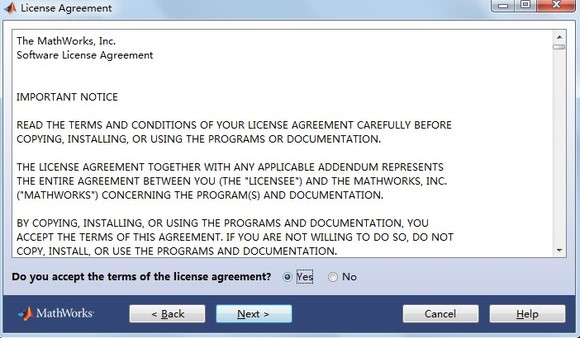 License Agreement
The MathWorks, Inc.
Software License Agreement
IMPORTANT NOTICE
READ THE TERMS AND CONDITIONS OF YOUR LICENSE AGREEMENT CAREFULLY BEFORE
COPYING, INSTALLING, OR USING THE PROGRAMS OR DOCUMENTATION.
THE LICENSE AGREEMENT TOGETHER WITH ANY APPLICABLE ADDENDUM REPRESENTS
THE ENTIRE AGREEMENT BETWEEN YOU (THE "LICENSEE") AND THE MATHWORKS, INC.
("MATHWORKS") CONCERNING THE PROGRAM(S) AND DOCUMENTATION.
BY COPYING, INSTALLING, OR USING THE PROGRAMS AND DOCUMENTATION, YOU
ACCEPT THE TERMS OF THIS AGREEMENT. IF YOU ARE NOT WILLING TO DO SO, DO NOT
COPY, INSTALL, OR USE THE PROGRAMS AND DOCUMENTATION.
Do you accept the terms of the license agreement? Yes No
MathWorks < Back Next > Cancel Help